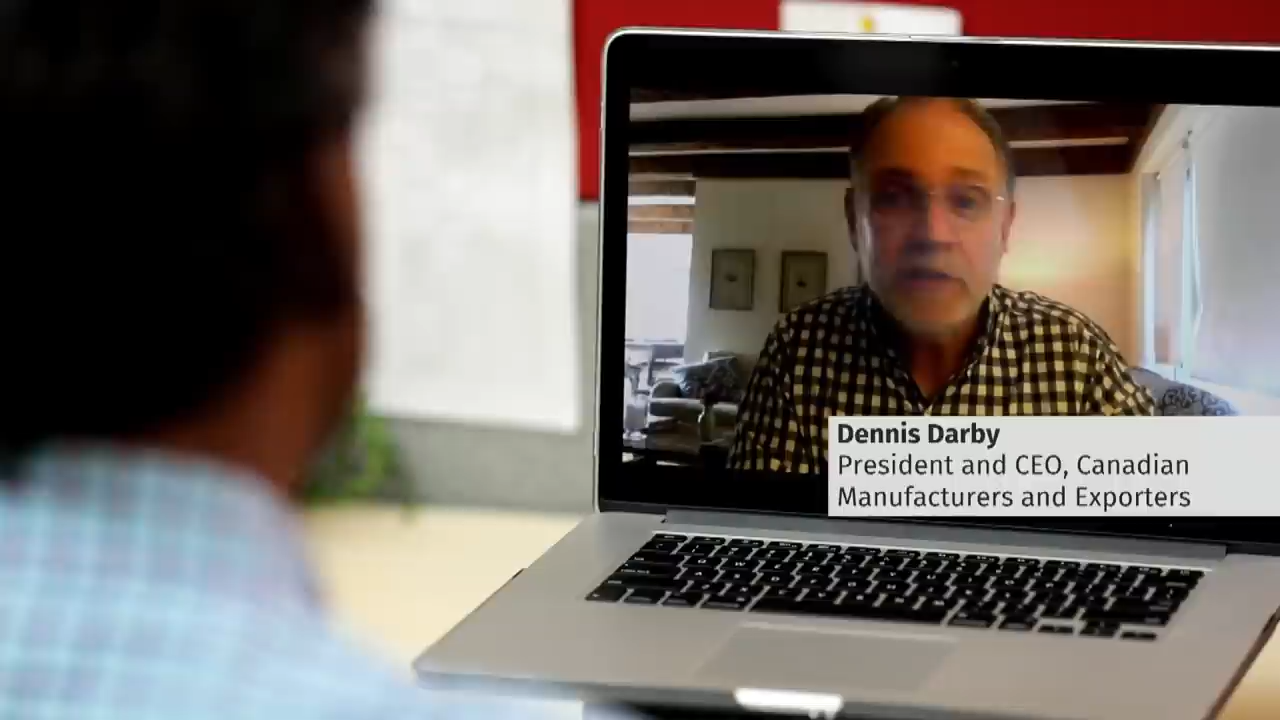 Dennis Darby
President and CEO, Canadian
Manufacturers and Exporters